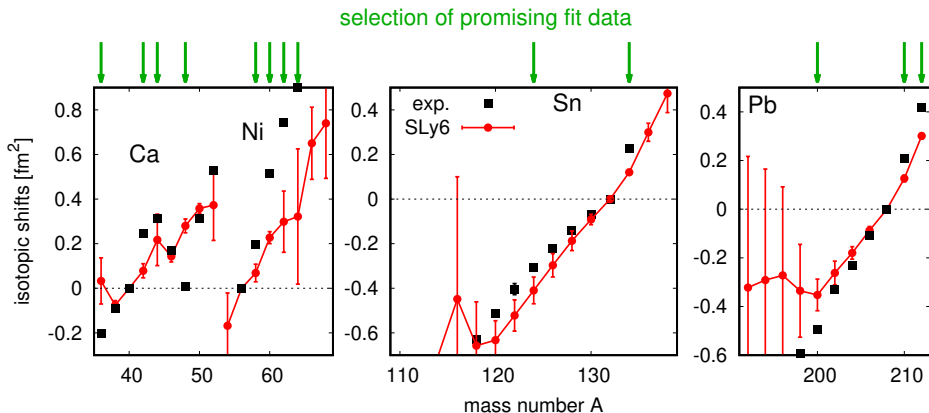 selection of promising fit data
isotopic shifts [fm²]
0.8
0.6
0.4
0.2
0
-0.2
Ca
Ni
40
50
60
exp.
SLy6
Sn
0.4
0.2
0
-0.2
-0.4
-0.6
110
120
130
mass number A
Pb
0.4
0.2
0
-0.2
-0.4
-0.6
200
210